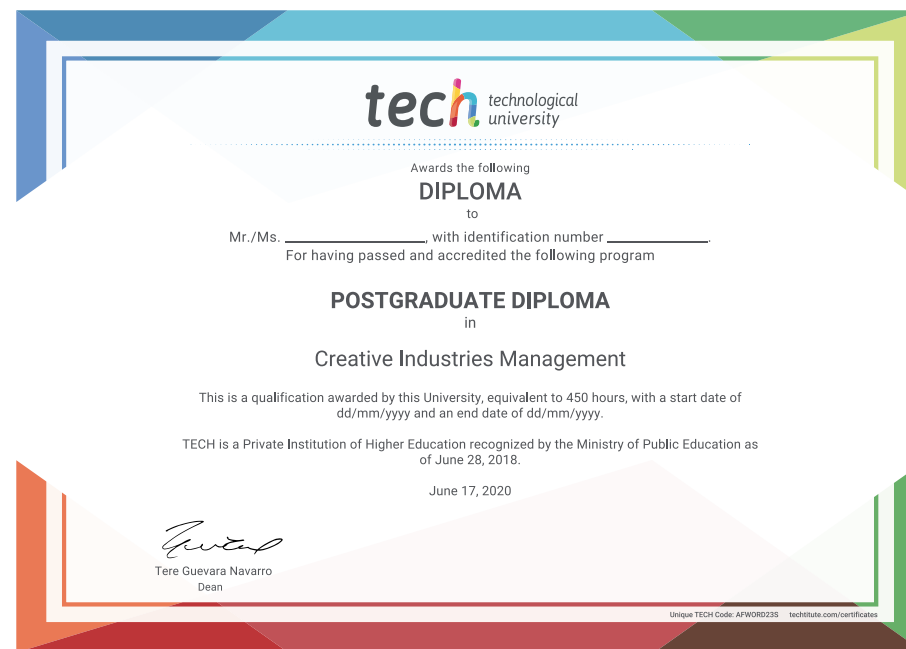 tech technological
university
Awards the following
DIPLOMA
to
Mr./Ms. ____________________, with identification number ______________.
For having passed and accredited the following program
POSTGRADUATE DIPLOMA
in
Creative Industries Management
This is a qualification awarded by this University, equivalent to 450 hours, with a start date of
dd/mm/yyyy and an end date of dd/mm/yyyy.
TECH is a Private Institution of Higher Education recognized by the Ministry of Public Education as
of June 28, 2018.
June 17, 2020
Tere Guevara Navarro
Dean
Unique TECH Code: AFWORD23S techtitute.com/certificates